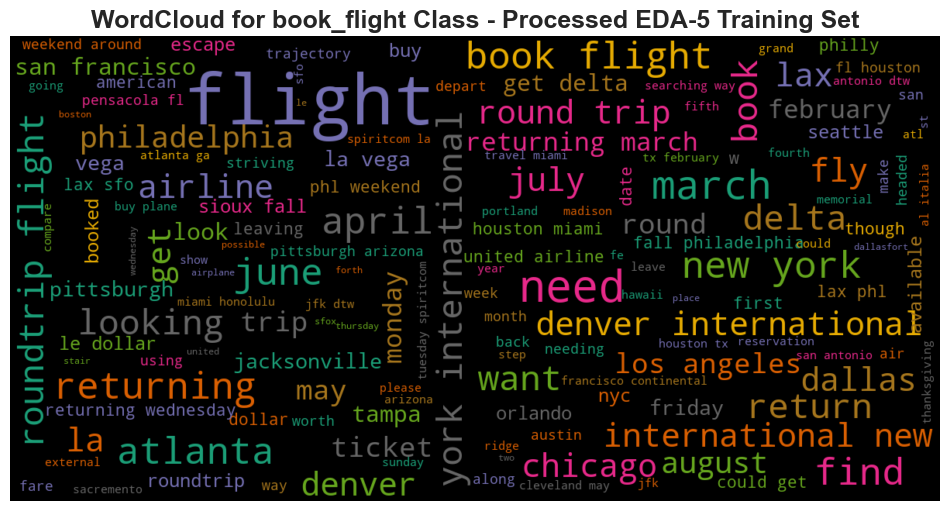 WordCloud for book_flight Class - Processed EDA-5 Training Set
weekend around
escape
trajectory
buy
book flight
grand
philly
san francisco
sfo
flight
depart
get delta
searching way
book
lax
fl houston
antonio dtw
going
american
pensacola fl
le
round trip
fifth
february
san
boston
philadelphia
spiritcom la
returning march
seattle
st
atl
vega
atlanta ga
striving
la vega
travel miami
tx february
w
fourth
make
headed
al italia
lax sfo
airline
phl weekend
july
date
march
fly
memorial
roundtrip flight
compare
booked
buy plane
sioux fall
york international
portland
madison
delta
though
get
look
leaving
april
houston miami
round
wednesday
show
possible
pittsburgh arizona
united airline
fe
fall philadelphia
could
dallasfort
available
airplane
june
forth
monday
year
need
leave
new york
pittsburgh
miami honolulu
jfk dtw
tuesday spiritcom
week
hawaii
place
first
lax phl
looking
trip
sfox
thursday
month
denver international
le dollar
united
back
needing
houston tx
reservation
stair
using
jacksonville
step
los angeles
san antonio
air
thanksgiving
returning
may
please
arizona
want
francisco continental
nyc
dallas
returning wednesday
dollar
worth
tampa
orlando
friday
return
la
atlanta
ticket
austin
international new
external
sunday
ridge
two
chicago
august
find
fare
sacramento
roundtrip
way
denver
along
cleveland may
jfk
could get